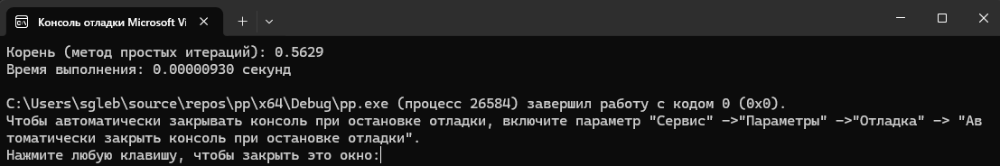 Консоль отладки Microsoft Vi
Корень (метод простых итераций): 0.5629
Время выполнения: 0.00000930 секунд
C:\Users\sgleb\source\repos\pp\x64\Debug\pp.exe (процесс 26584) завершил работу с кодом 0 (0x0).
Чтобы автоматически закрывать консоль при остановке отладки, включите параметр "Сервис" ->"Параметры" ->"Отладка" -> "Ав
томатически закрыть консоль при остановке отладки".
Нажмите любую клавишу, чтобы закрыть это окно: